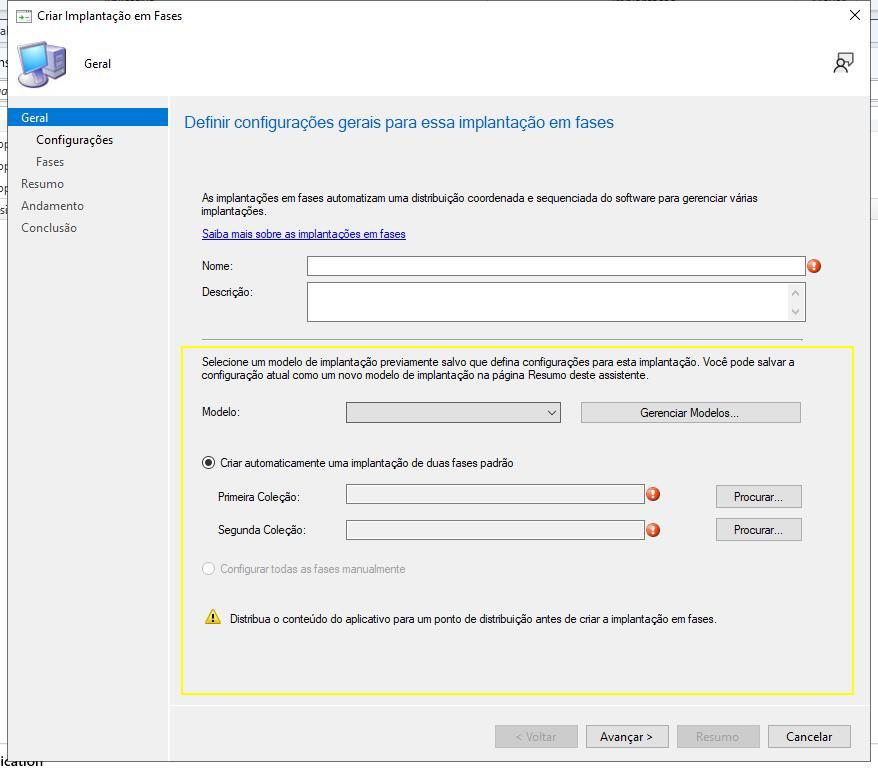 Criar Implantação em Fases
Geral
Geral
Configurações
Fases
Resumo
Andamento
Conclusão
Definir configurações gerais para essa implantação em fases
As implantações em fases automatizam uma distribuição coordenada e sequenciada do software para gerenciar várias
implantações.
Saiba mais sobre as implantações em fases
Nome:
Descrição:
Selecione um modelo de implantação previamente salvo que defina configurações para esta implantação. Você pode salvar a
configuração atual como um novo modelo de implantação na página Resumo deste assistente.
Modelo:
Gerenciar Modelos...
Criar automaticamente uma implantação de duas fases padrão
Primeira Coleção:
Procurar...
Segunda Coleção:
Procurar...
Configurar todas as fases manualmente
Distribua o conteúdo do aplicativo para um ponto de distribuição antes de criar a implantação em fases.
< Voltar
Avançar >
Resumo
Cancelar
ication